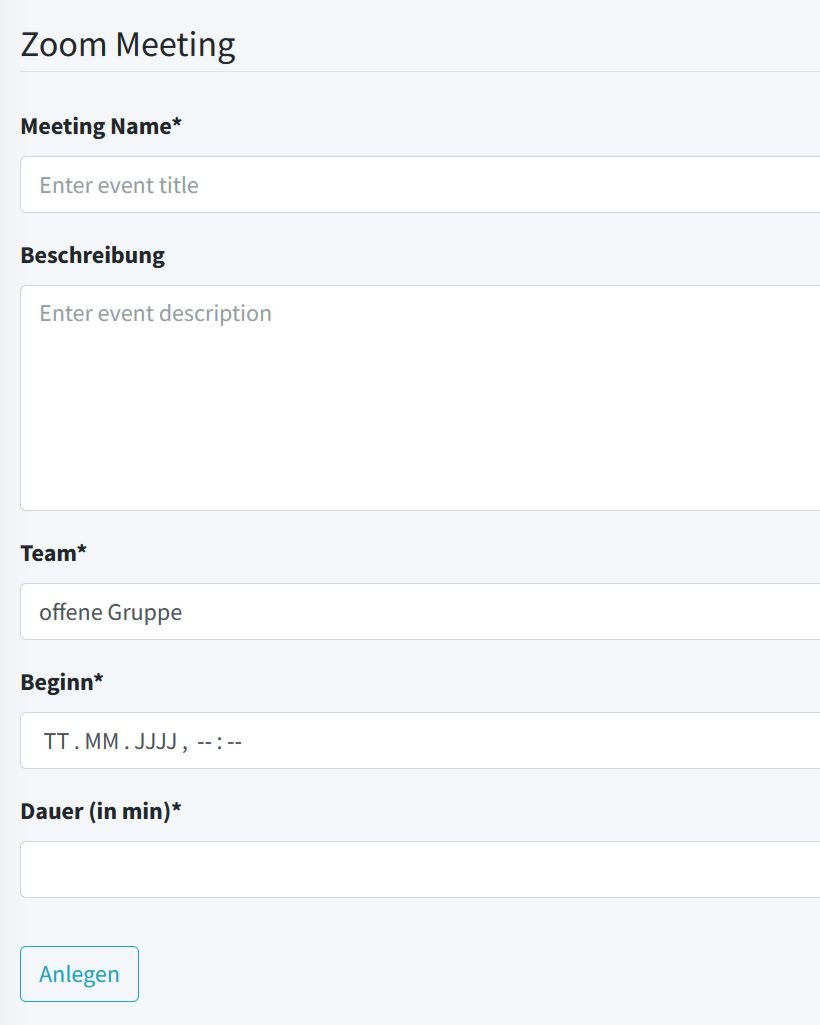 Zoom Meeting
Meeting Name*
Enter event title
Beschreibung
Enter event description
Team*
offene Gruppe
Beginn*
TT.MM.JJJJ, --:--
Dauer (in min)*
Anlegen